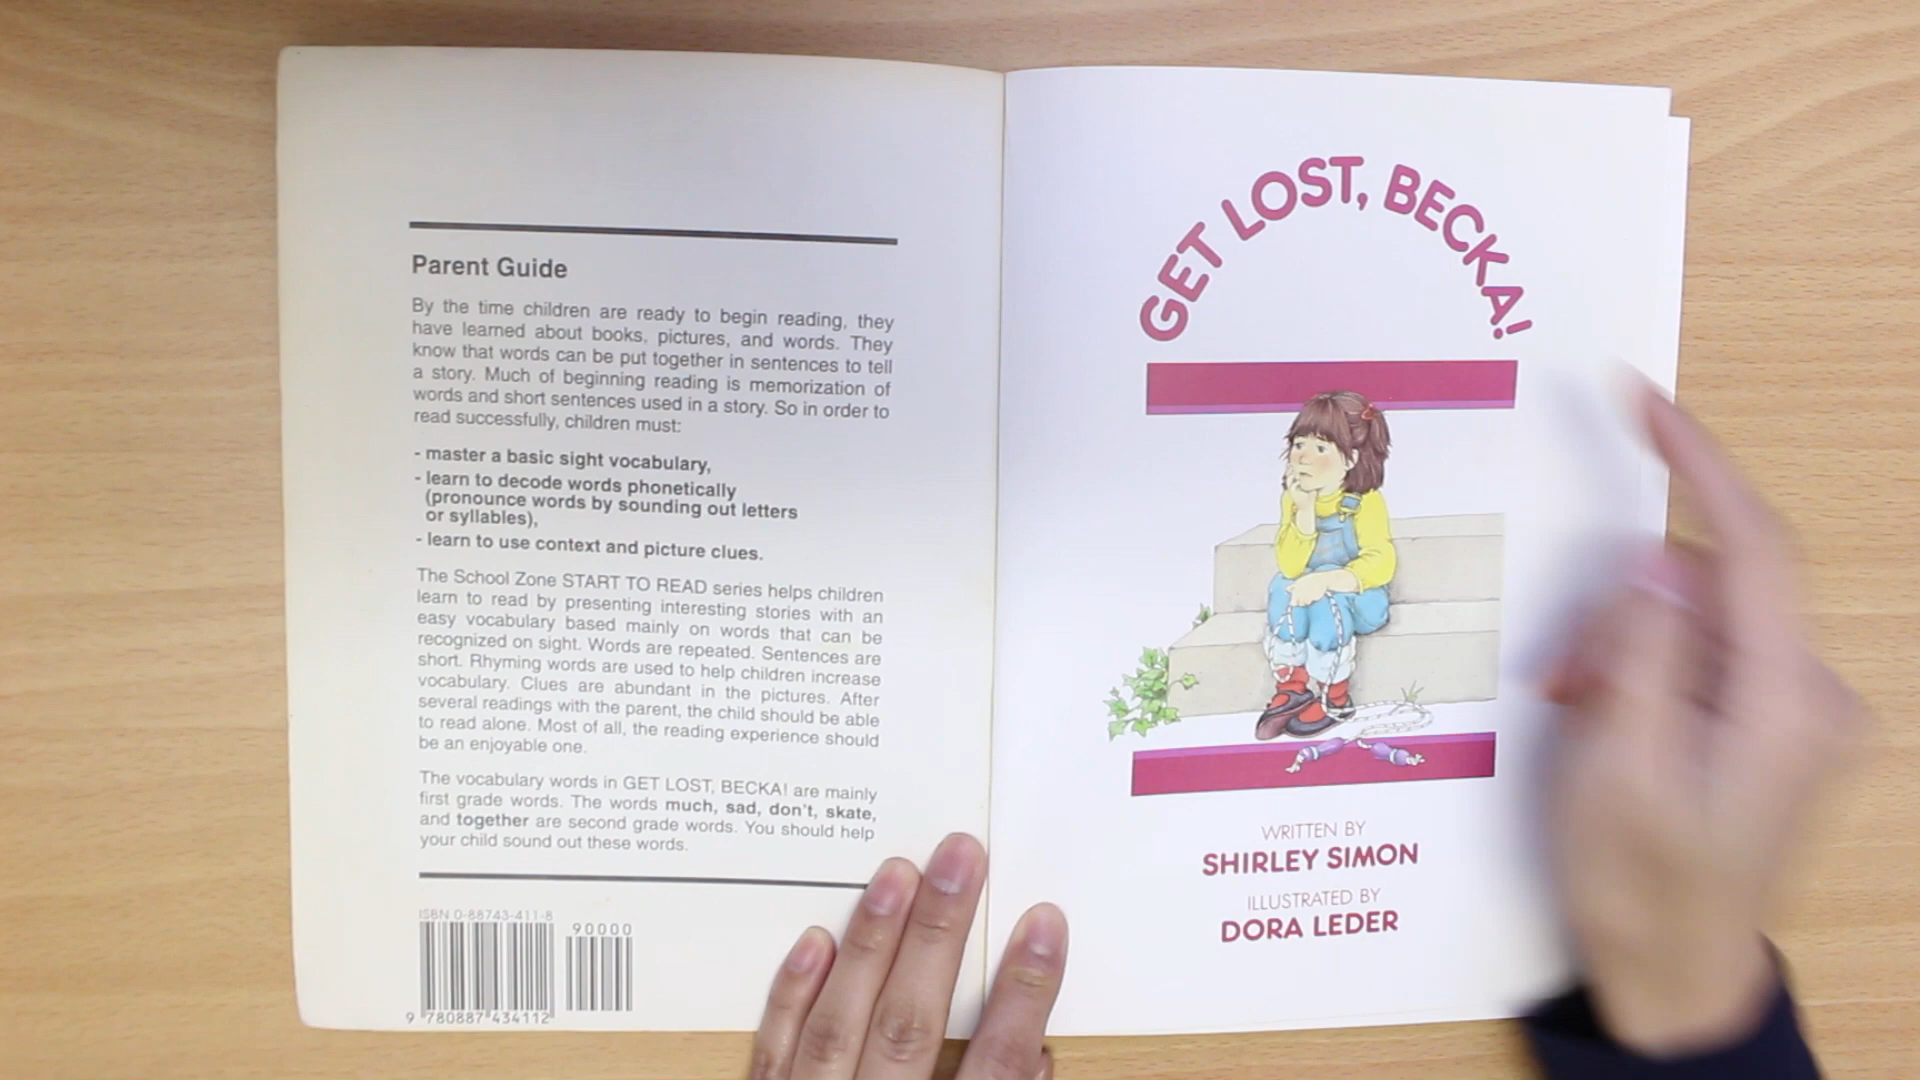 Parent Guide
By the time children are ready to begin reading, they
have learned about books, pictures, and words. They
know that words can be put together in sentences to tell
a story. Much of beginning reading is memorization of
words and short sentences used in a story. So in order to
read successfully, children must:
- master a basic sight vocabulary,
- learn to decode words phonetically
(pronounce words by sounding out letters
or syllables),
- learn to use context and picture clues.
The School Zone START TO READ series helps children
learn to read by presenting interesting stories with an
easy vocabulary based mainly on words that can be
recognized on sight. Words are repeated. Sentences are
short. Rhyming words are used to help children increase
vocabulary. Clues are abundant in the pictures. After
several readings with the parent, the child should be able
to read alone. Most of all, the reading experience should
be an enjoyable one.
The vocabulary words in GET LOST, BECKA! are mainly
first grade words. The words much, sad, don't, skate,
and together are second grade words. You should help
your child sound out these words.
ISBN 0-88743-411-8
90000
9 780887 434112
GET LOST, BECKA!
WRITTEN BY
SHIRLEY SIMON
ILLUSTRATED BY
DORA LEDER